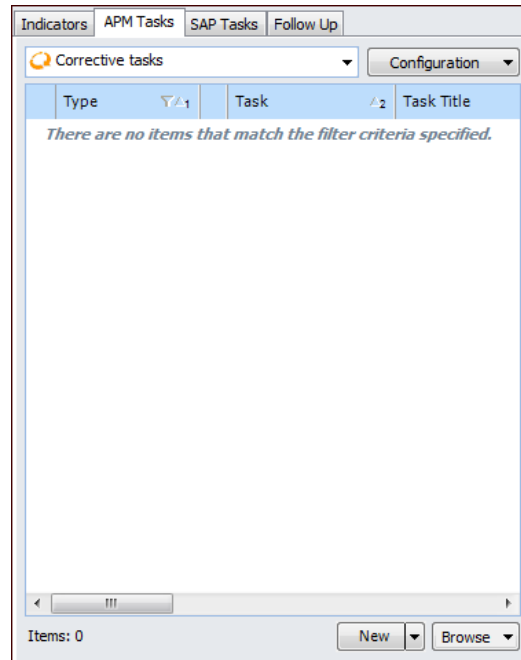 Indicators APM Tasks SAP Tasks Follow Up
Corrective tasks Configuration
Type 1 Task 2 Task Title
There are no items that match the filter criteria specified.
Items: 0 New Browse